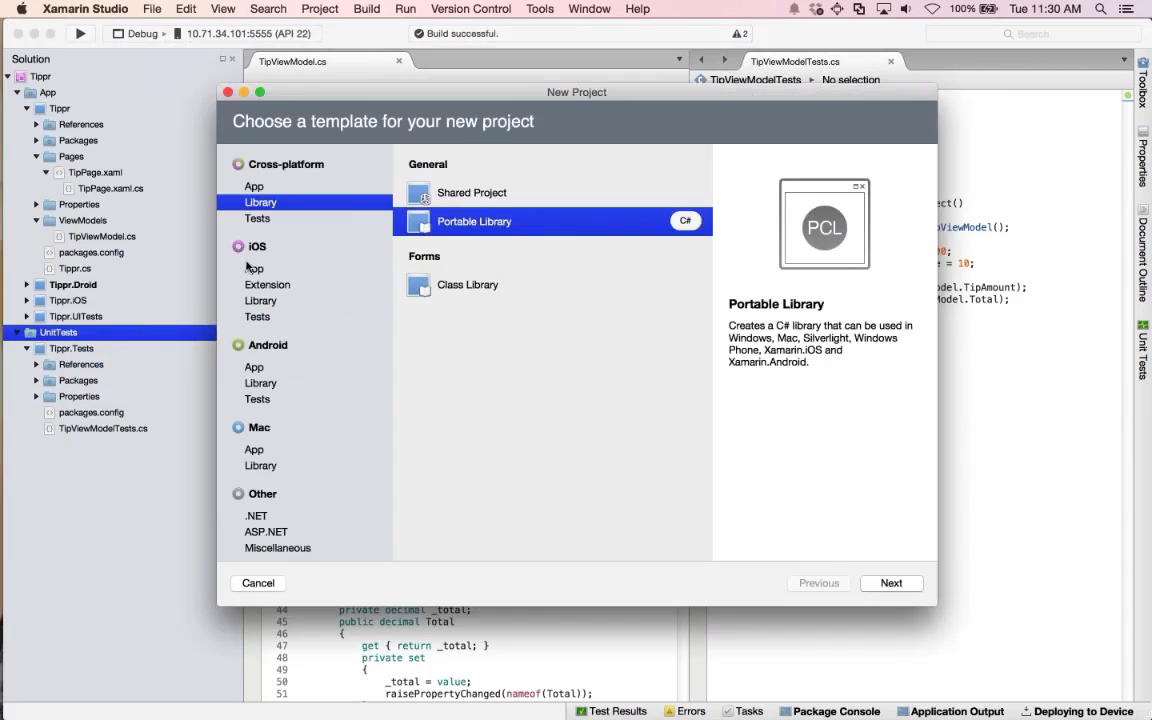 Xamarin Studio File Edit View Search Project Build Run Version Control Tools Window Help 100% Tue 11:30 AM
Debug 10.71.34.101:5555 (API 22) Build successful. 2 Search
Solution
Tippr
App
Tippr
References
Packages
Pages
TipPage.xaml
TipPage.xaml.cs
Properties
ViewModels
TipViewModel.cs
packages.config
Tippr.cs
Tippr.Droid
Tippr.iOS
Tippr.UITests
UnitTests
Tippr.Tests
References
Packages
Properties
packages.config
TipViewModelTests.cs
TipViewModel.cs
TipViewModelTests.cs
TipViewModelTests No selection
New Project
Choose a template for your new project
Cross-platform
App
Library
Tests
iOS
App
Extension
Library
Tests
Android
App
Library
Tests
Mac
App
Library
Other
.NET
ASP.NET
Miscellaneous
General
Shared Project
Portable Library C#
Forms
Class Library
PCL
Portable Library
Creates a C# library that can be used in
Windows, Mac, Silverlight, Windows
Phone, Xamarin.iOS and
Xamarin.Android.
Cancel Previous Next
ect()
ViewModel();
00;
e = 10;
del.TipAmount);
Model.Total);
44 private decimal _total;
45 public decimal Total
46 {
47 get { return _total; }
48 private set
49 {
50 _total = value;
51 raisePropertyChanged(nameof(Total));
Toolbox
Properties
Document Outline
Unit Tests
Test Results Errors Tasks Package Console Application Output Deploying to Device